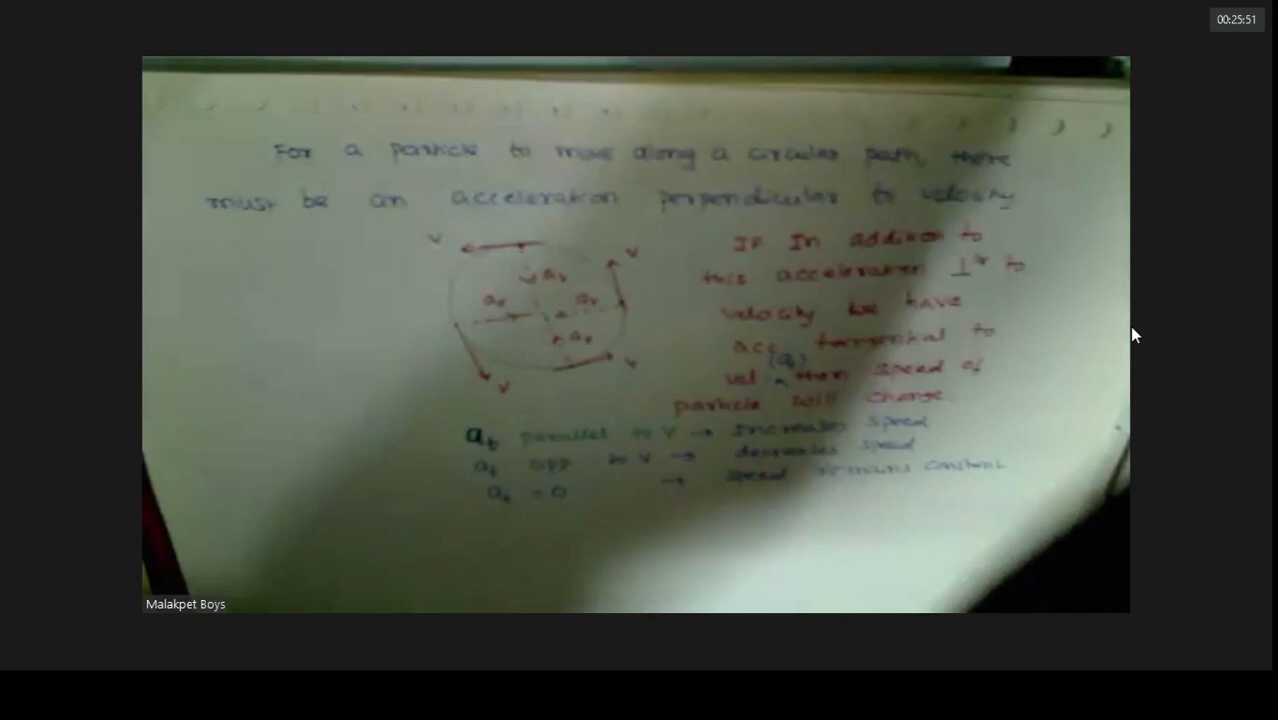 00:25:51
For a particle to move along a circular path, there
must be an acceleration perpendicular to velocity
V
V
ar
ar
ar
ar
V
V
IF In addition to
this acceleration ⊥lr to
velocity we have
acc tangential to
(at)
vel ^ then speed of
particle will change
at parallel to V → Increases speed
at opp to V → decreases speed
at = 0 → speed remains constant
Malakpet Boys